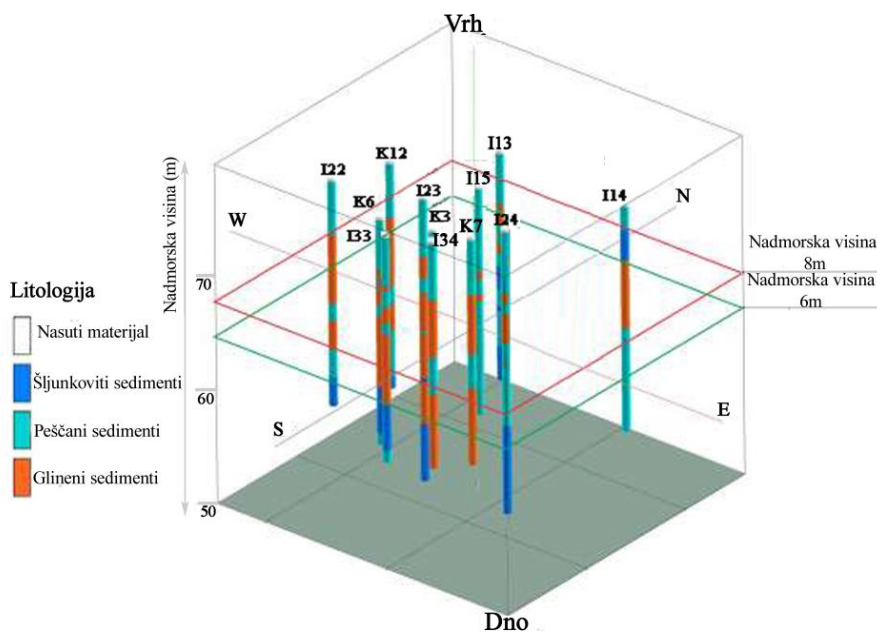 Vrh
I13
K12
I22
I15
I23
I14
N
K6
K3
K7
I24
W
I33
I34
Nadmorska visina (m)
Nadmorska visina
8m
Nadmorska visina
6m
70
60
50
Litologija
Nasuti materijal
Šljunkoviti sedimenti
Peščani sedimenti
Glineni sedimenti
S
E
Dno